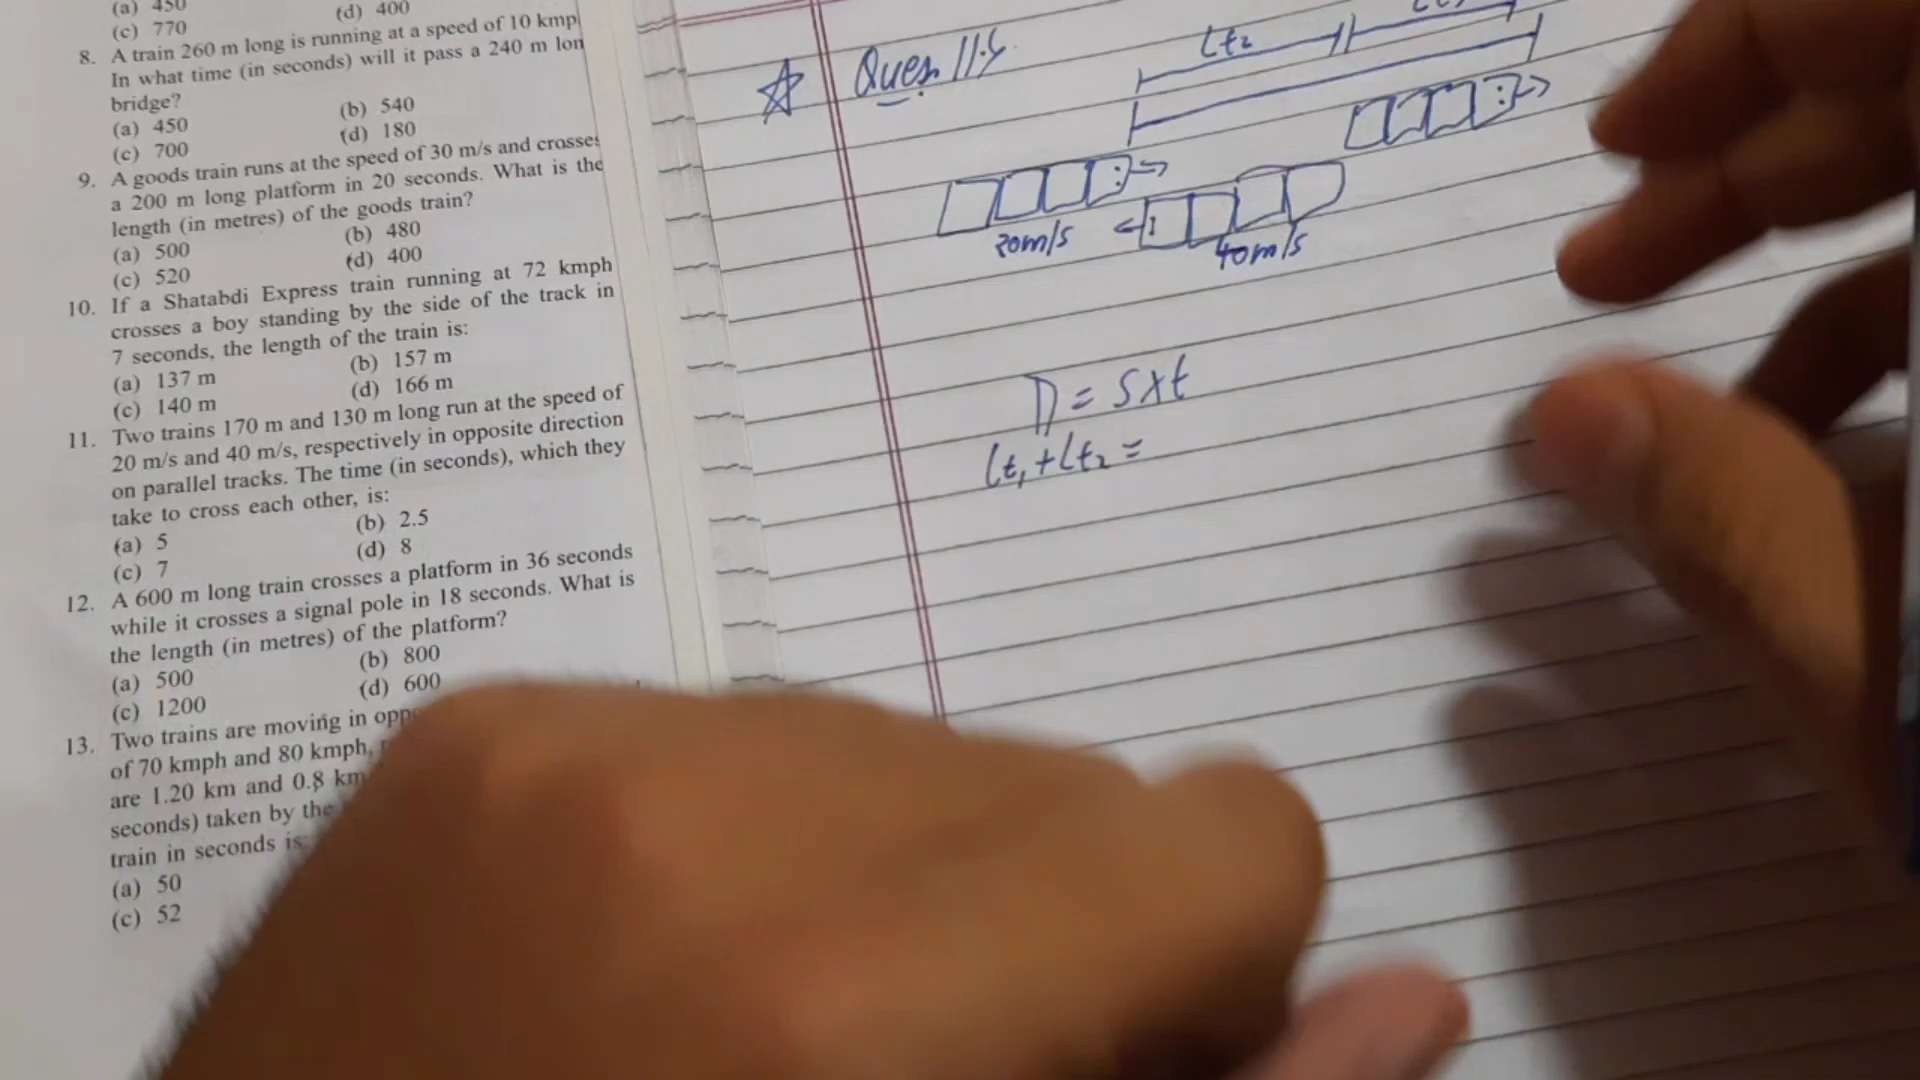 (a) 450
(d) 400
(c) 770
8. A train 260 m long is running at a speed of 10 kmp
In what time (in seconds) will it pass a 240 m lon
bridge?
(a) 450 (b) 540
(c) 700 (d) 180
9. A goods train runs at the speed of 30 m/s and crosses
a 200 m long platform in 20 seconds. What is the
length (in metres) of the goods train?
(a) 500 (b) 480
(c) 520 (d) 400
10. If a Shatabdi Express train running at 72 kmph
crosses a boy standing by the side of the track in
7 seconds, the length of the train is:
(a) 137 m (b) 157 m
(c) 140 m (d) 166 m
11. Two trains 170 m and 130 m long run at the speed of
20 m/s and 40 m/s, respectively in opposite direction
on parallel tracks. The time (in seconds), which they
take to cross each other, is:
(a) 5 (b) 2.5
(c) 7 (d) 8
12. A 600 m long train crosses a platform in 36 seconds
while it crosses a signal pole in 18 seconds. What is
the length (in metres) of the platform?
(a) 500 (b) 800
(c) 1200 (d) 600
13. Two trains are moving in opp
of 70 kmph and 80 kmph,
are 1.20 km and 0.8 km
seconds) taken by the
train in seconds is
(a) 50
(c) 52
Ques. 11.
Lt2
20m/s
40m/s
D = S×t
Lt1+Lt2 =